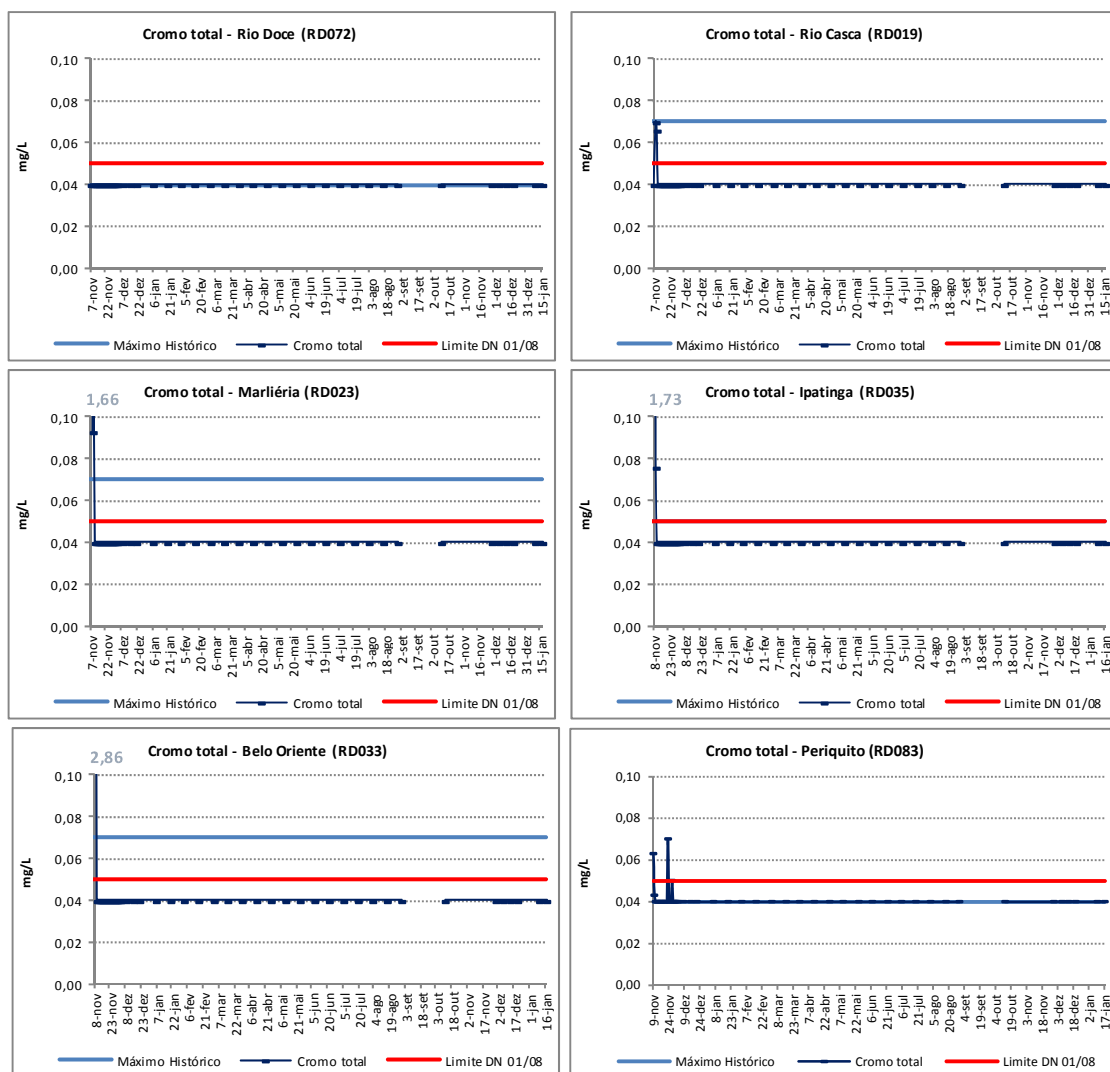 Cromo total - Rio Doce (RD072)
mg/L
0,10
0,08
0,06
0,04
0,02
0,00
7-nov 22-nov 7-dez 22-dez 6-jan 21-jan 5-fev 20-fev 6-mar 21-mar 5-abr 20-abr 5-mai 20-mai 4-jun 19-jun 4-jul 19-jul 3-ago 18-ago 2-set 17-set 2-out 17-out 1-nov 16-nov 1-dez 16-dez 31-dez 15-jan
Máximo Histórico Cromo total Limite DN 01/08
Cromo total - Rio Casca (RD019)
mg/L
0,10
0,08
0,06
0,04
0,02
0,00
7-nov 22-nov 7-dez 22-dez 6-jan 21-jan 5-fev 20-fev 6-mar 21-mar 5-abr 20-abr 5-mai 20-mai 4-jun 19-jun 4-jul 19-jul 3-ago 18-ago 2-set 17-set 2-out 17-out 1-nov 16-nov 1-dez 16-dez 31-dez 15-jan
Máximo Histórico Cromo total Limite DN 01/08
Cromo total - Marliéria (RD023)
1,66
mg/L
0,10
0,08
0,06
0,04
0,02
0,00
7-nov 22-nov 7-dez 22-dez 6-jan 21-jan 5-fev 20-fev 6-mar 21-mar 5-abr 20-abr 5-mai 20-mai 4-jun 19-jun 4-jul 19-jul 3-ago 18-ago 2-set 17-set 2-out 17-out 1-nov 16-nov 1-dez 16-dez 31-dez 15-jan
Máximo Histórico Cromo total Limite DN 01/08
Cromo total - Ipatinga (RD035)
1,73
mg/L
0,10
0,08
0,06
0,04
0,02
0,00
8-nov 23-nov 8-dez 23-dez 7-jan 22-jan 6-fev 21-fev 7-mar 22-mar 6-abr 21-abr 6-mai 21-mai 5-jun 20-jun 5-jul 20-jul 4-ago 19-ago 3-set 18-set 3-out 18-out 2-nov 17-nov 2-dez 17-dez 1-jan 16-jan
Máximo Histórico Cromo total Limite DN 01/08
Cromo total - Belo Oriente (RD033)
2,86
mg/L
0,10
0,08
0,06
0,04
0,02
0,00
8-nov 23-nov 8-dez 23-dez 7-jan 22-jan 6-fev 21-fev 7-mar 22-mar 6-abr 21-abr 6-mai 21-mai 5-jun 20-jun 5-jul 20-jul 4-ago 19-ago 3-set 18-set 3-out 18-out 2-nov 17-nov 2-dez 17-dez 1-jan 16-jan
Máximo Histórico Cromo total Limite DN 01/08
Cromo total - Periquito (RD083)
mg/L
0,10
0,08
0,06
0,04
0,02
0,00
9-nov 24-nov 9-dez 24-dez 8-jan 23-jan 7-fev 22-fev 8-mar 23-mar 7-abr 22-abr 7-mai 22-mai 6-jun 21-jun 6-jul 21-jul 5-ago 20-ago 4-set 19-set 4-out 19-out 3-nov 18-nov 3-dez 18-dez 2-jan 17-jan
Máximo Histórico Cromo total Limite DN 01/08